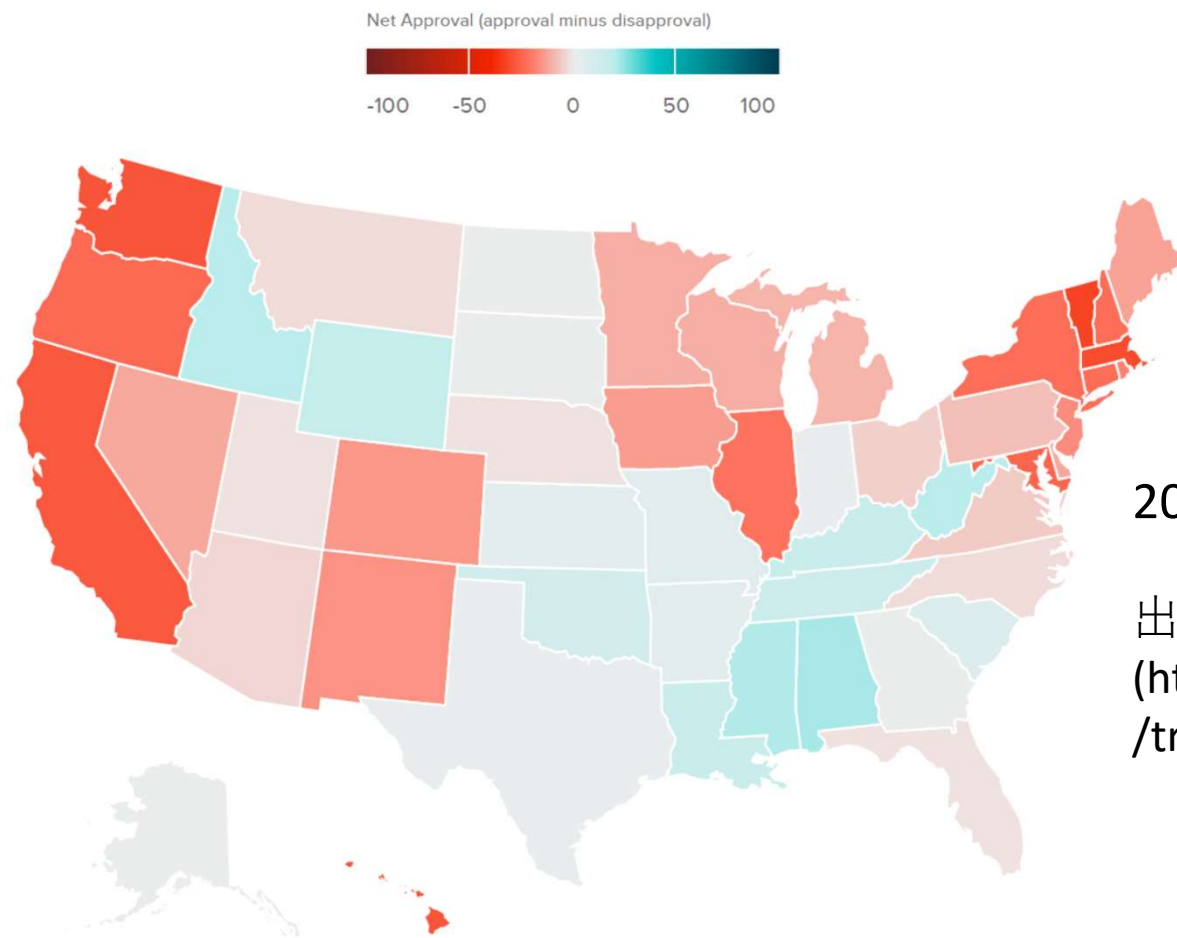 Net Approval (approval minus disapproval)
-100 -50 0 50 100
20
出
(ht
/tr